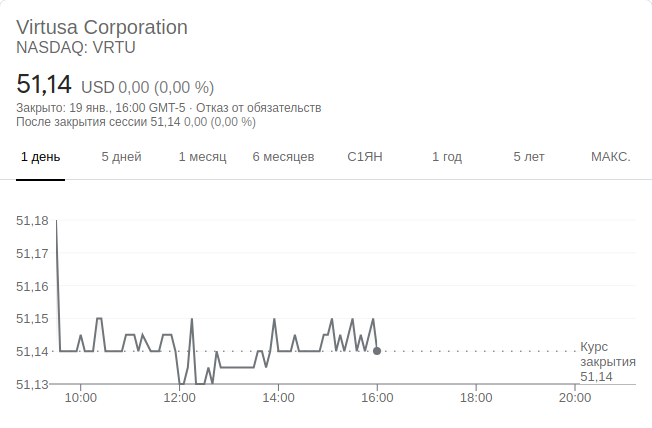 Virtusa Corporation
NASDAQ: VRTU
51,14 USD 0,00 (0,00 %)
Закрыто: 19 янв., 16:00 GMT-5 · Отказ от обязательств
После закрытия сессии 51,14 0,00 (0,00 %)
1 день 5 дней 1 месяц 6 месяцев С1ЯН 1 год 5 лет МАКС.
51,18
51,17
51,16
51,15
51,14
51,13
Курс
закрытия
51,14
10:00 12:00 14:00 16:00 18:00 20:00